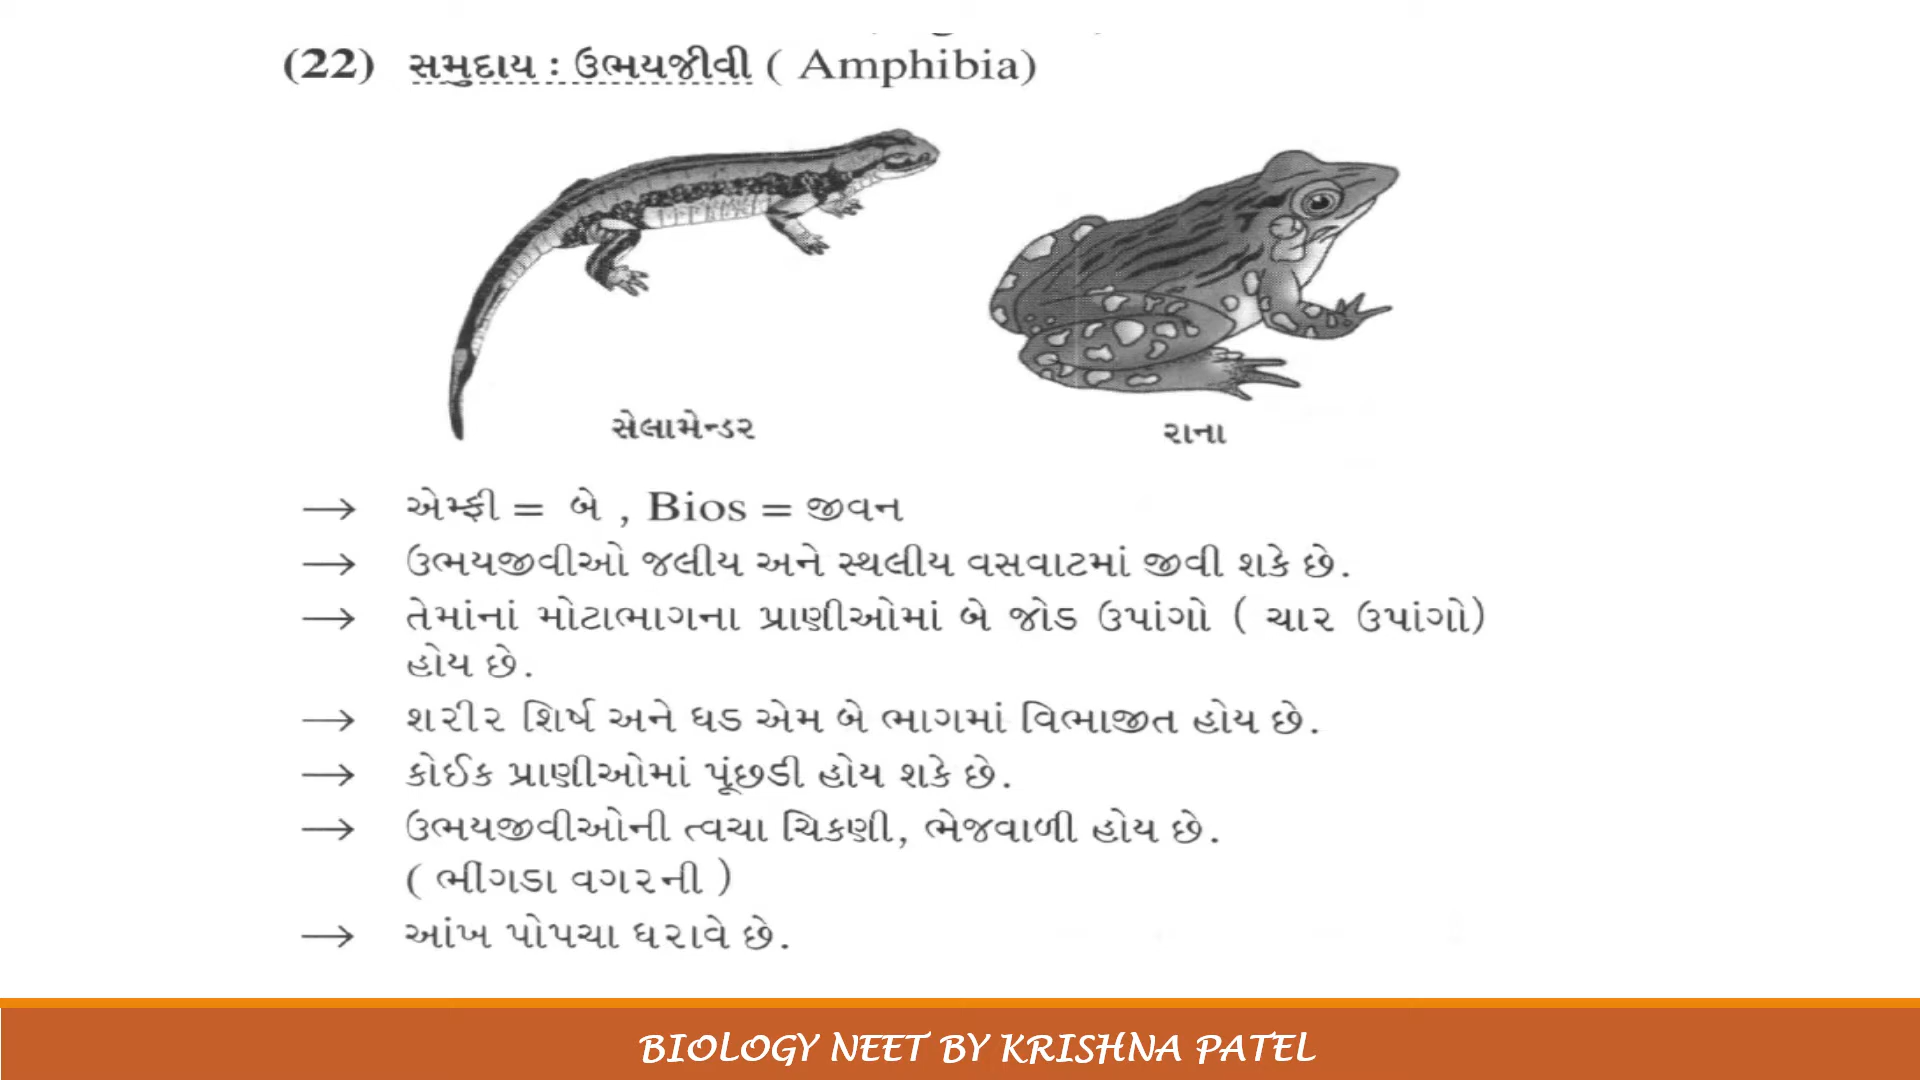 (22) સમુદાય : ઉભયજીવી ( Amphibia)
સેલામેન્ડર
રાના
→ એમ્ફી = બે , Bios = જીવન
→ ઉભયજીવીઓ જલીય અને સ્થલીય વસવાટમાં જીવી શકે છે.
→ તેમાંનાં મોટાભાગના પ્રાણીઓમાં બે જોડ ઉપાંગો ( ચાર ઉપાંગો)
હોય છે.
→ શરીર શિર્ષ અને ધડ એમ બે ભાગમાં વિભાજીત હોય છે.
→ કોઈક પ્રાણીઓમાં પૂંછડી હોય શકે છે.
→ ઉભયજીવીઓની ત્વચા ચિકણી, ભેજવાળી હોય છે.
( ભીંગડા વગરની )
→ આંખ પોપચા ધરાવે છે.
BIOLOGY NEET BY KRISHNA PATEL